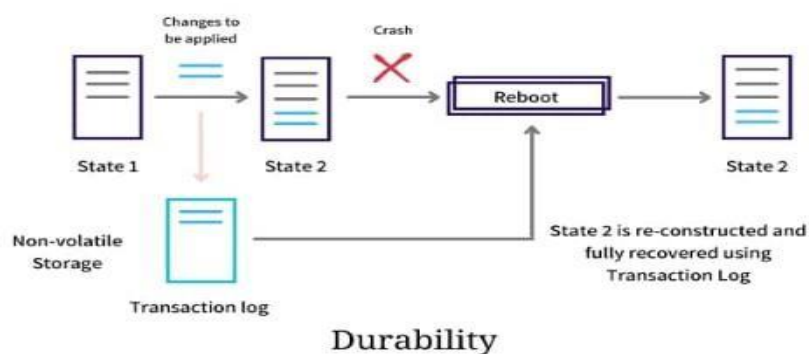 Changes to
be applied
Crash
Reboot
State 1
State 2
State 2
Non-volatile
Storage
Transaction log
State 2 is re-constructed and
fully recovered using
Transaction Log
Durability